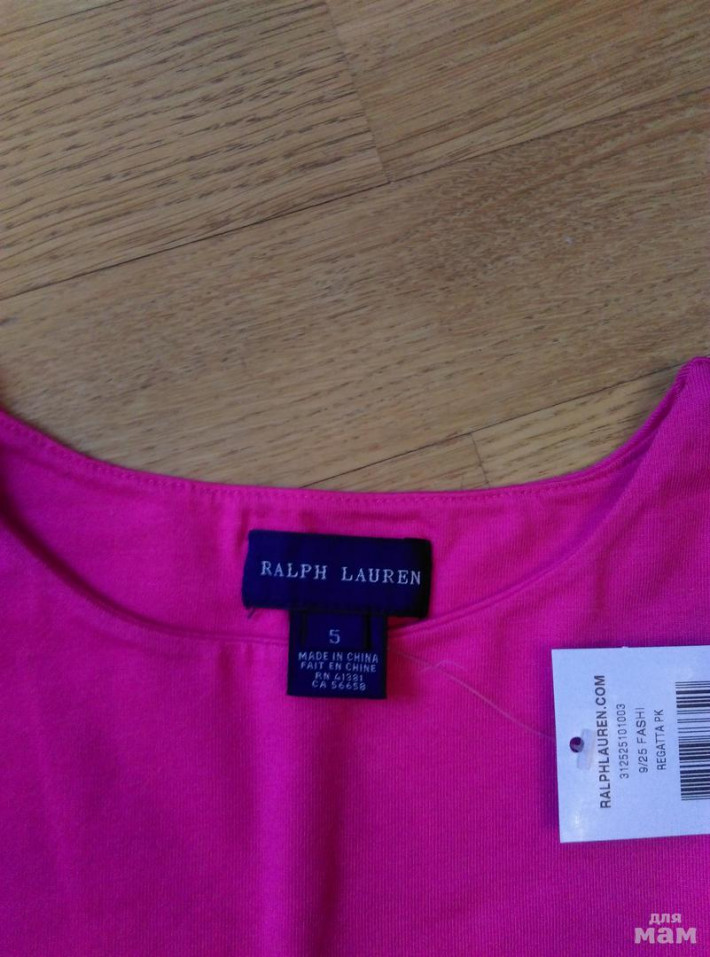 RALPH LAUREN
5
MADE IN CHINA
FAIT EN CHINE
RN 41381
CA 56658
RALPHLAUREN.COM
312525101003
9/25 FASHI
REGATTA PK
для
мам